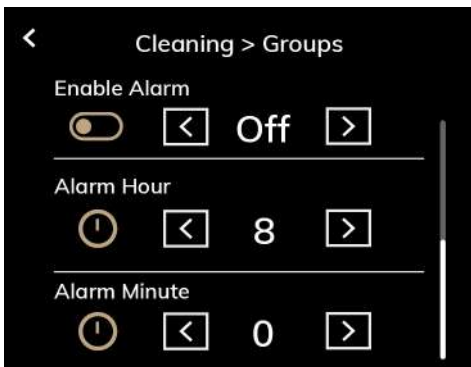 Cleaning > Groups
Enable Alarm
Off
Alarm Hour
8
Alarm Minute
0